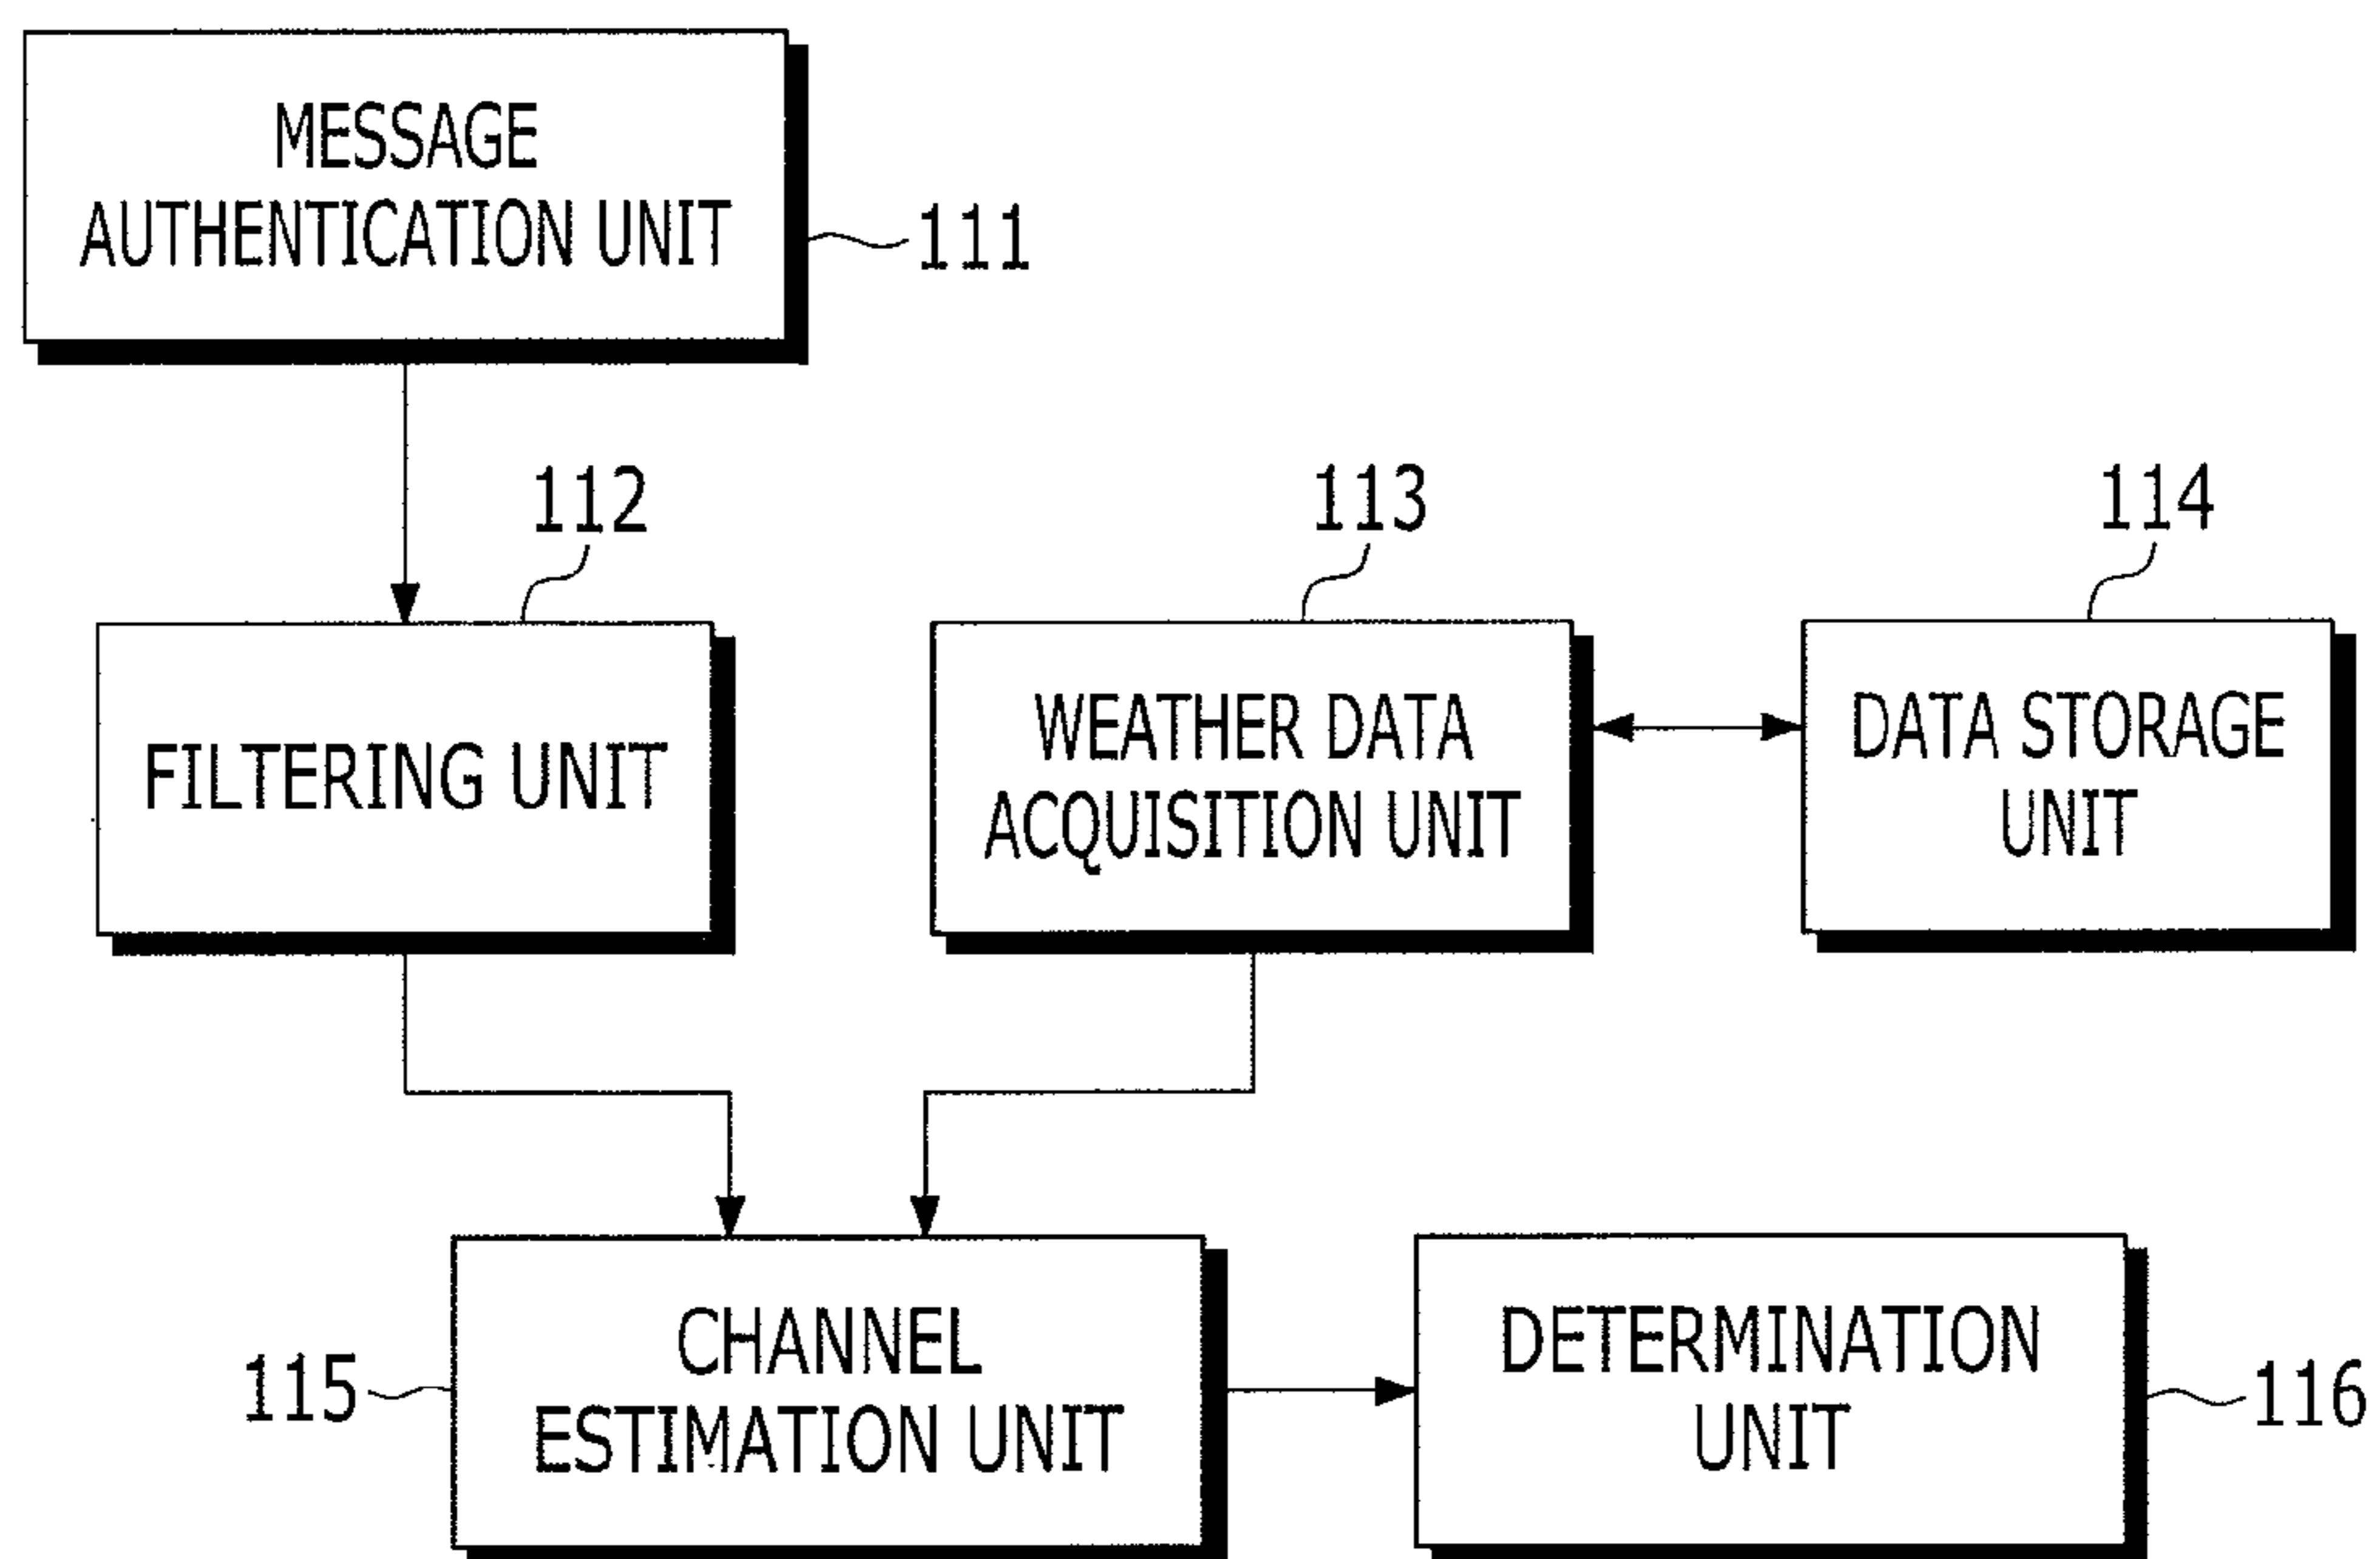 MESSAGE
AUTHENTICATION UNIT
111
112
113
114
FILTERING UNIT
WEATHER DATA
ACQUISITION UNIT
DATA STORAGE
UNIT
115
CHANNEL
ESTIMATION UNIT
DETERMINATION
UNIT
116